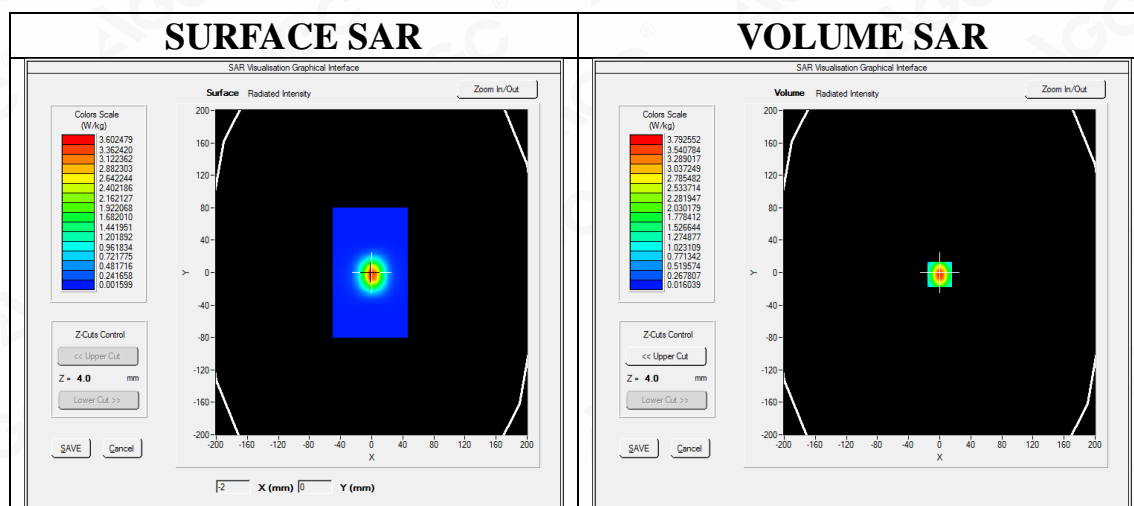 SURFACE SAR
SAR Visualisation Graphical Interface
Surface Radiated Intensity
Zoom In/Out
Colors Scale
(W/kg)
3.602479
3.362420
3.122362
2.882303
2.642244
2.402186
2.162127
1.922068
1.682010
1.441951
1.201892
0.961834
0.721775
0.481716
0.241658
0.001599
200
160
120
80
40
0
-40
-80
-120
-160
-200
Y
-200 -160 -120 -80 -40 0 40 80 120 160 200
X
Z-Cuts Control
<< Upper Cut
Z = 4.0 mm
Lower Cut >>
SAVE Cancel
-2 X (mm) 0 Y (mm)
VOLUME SAR
SAR Visualisation Graphical Interface
Volume Radiated Intensity
Zoom In/Out
Colors Scale
(W/kg)
3.792552
3.540784
3.289017
3.037249
2.785482
2.533714
2.281947
2.030179
1.778412
1.526644
1.274877
1.023109
0.771342
0.519574
0.267807
0.016039
200
160
120
80
40
0
-40
-80
-120
-160
-200
Y
-200 -160 -120 -80 -40 0 40 80 120 160 200
X
Z-Cuts Control
<< Upper Cut
Z = 4.0 mm
Lower Cut >>
SAVE Cancel